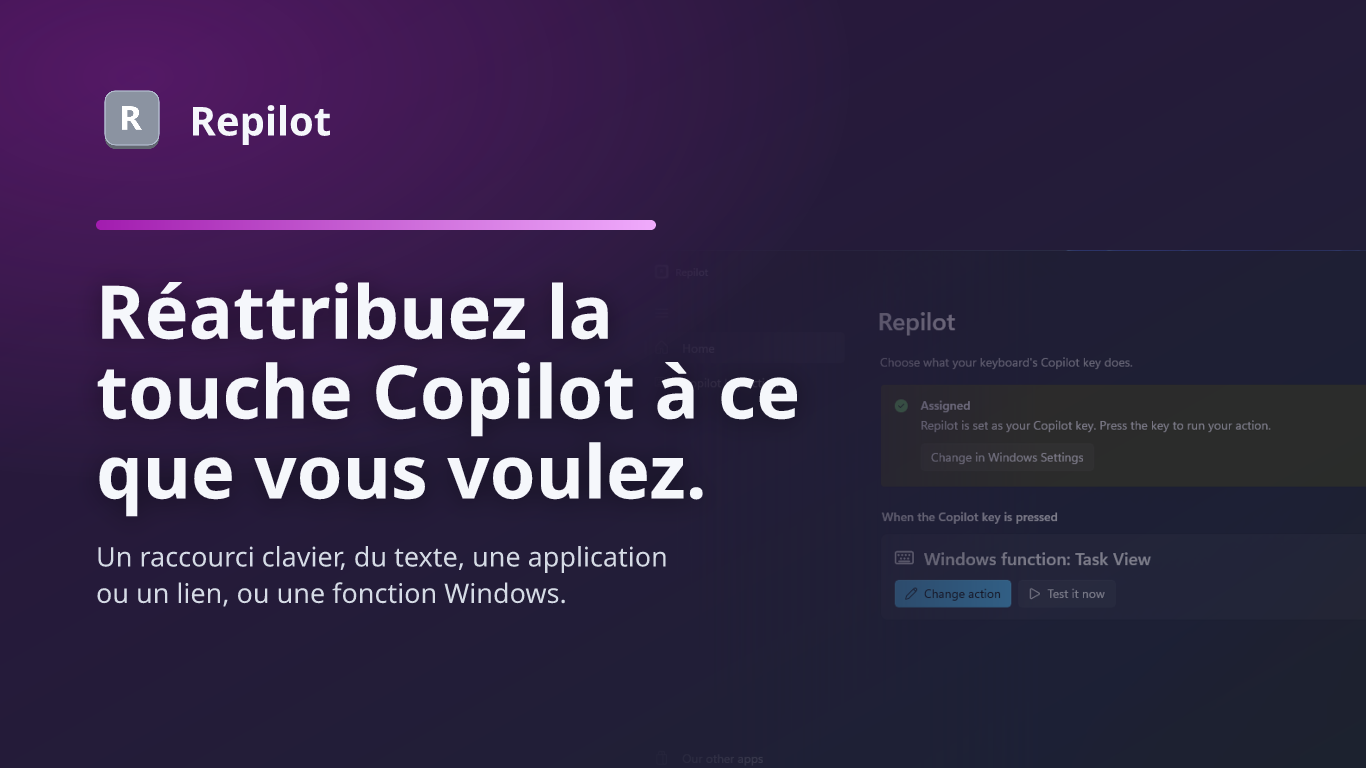 R
Repilot
Réattribuez la
touche Copilot à ce
que vous voulez.
Un raccourci clavier, du texte, une application
ou un lien, ou une fonction Windows.
Repilot
Home
Repilot
Choose what your keyboard's Copilot key does.
Assigned
Repilot is set as your Copilot key. Press the key to run your action.
Change in Windows Settings
When the Copilot key is pressed
Windows function: Task View
Change action
Test it now
Our other apps